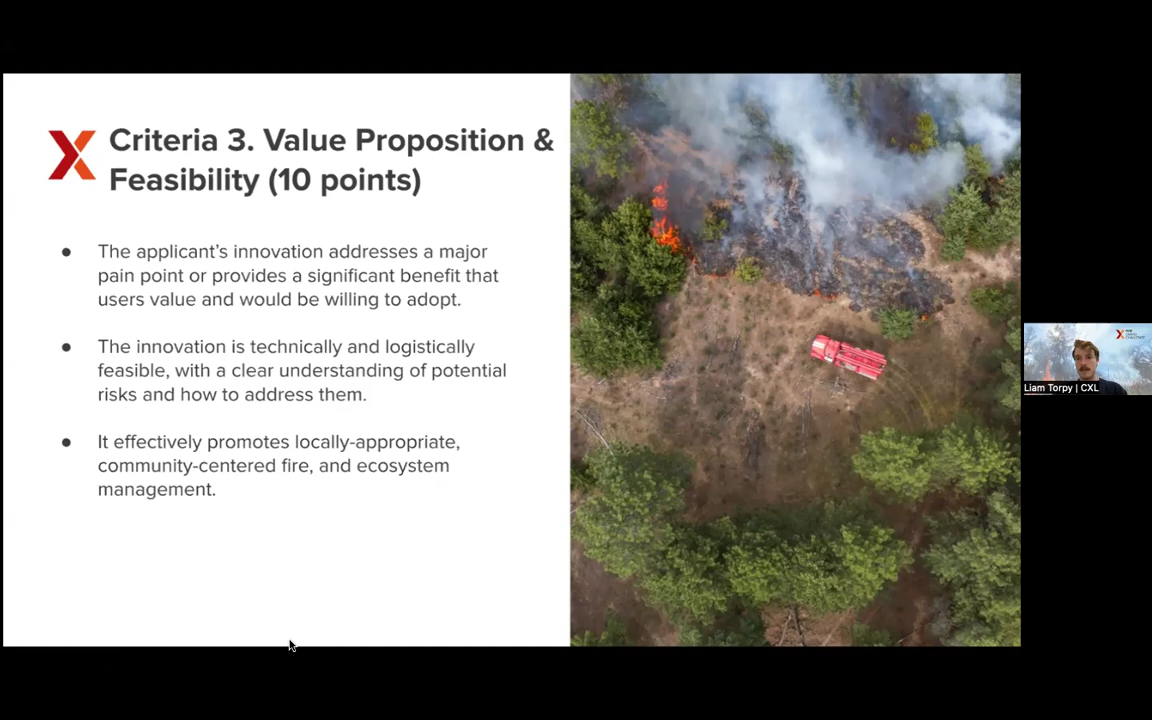 Criteria 3. Value Proposition &
Feasibility (10 points)
● The applicant's innovation addresses a major
pain point or provides a significant benefit that
users value and would be willing to adopt.
● The innovation is technically and logistically
feasible, with a clear understanding of potential
risks and how to address them.
● It effectively promotes locally-appropriate,
community-centered fire, and ecosystem
management.
Liam Torpy | CXL